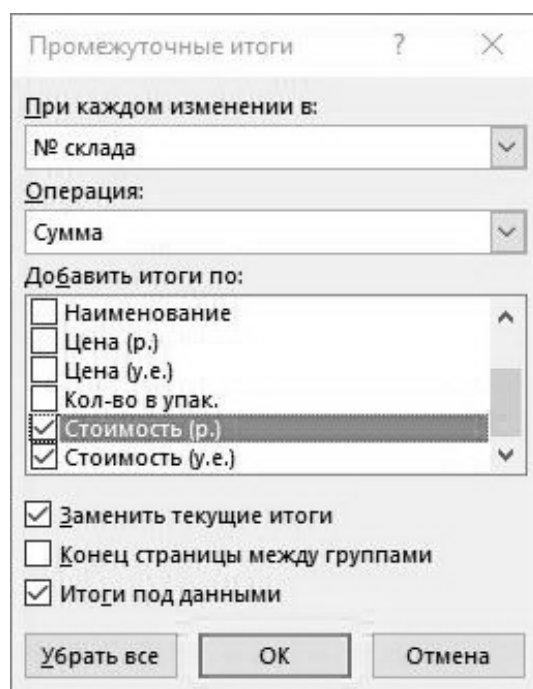 Промежуточные итоги ?
При каждом изменении в:
№ склада
Операция:
Сумма
Добавить итоги по:
Наименование
Цена (р.)
Цена (у.е.)
Кол-во в упак.
Стоимость (р.)
Стоимость (у.е.)
Заменить текущие итоги
Конец страницы между группами
Итоги под данными
Убрать все ОК Отмена